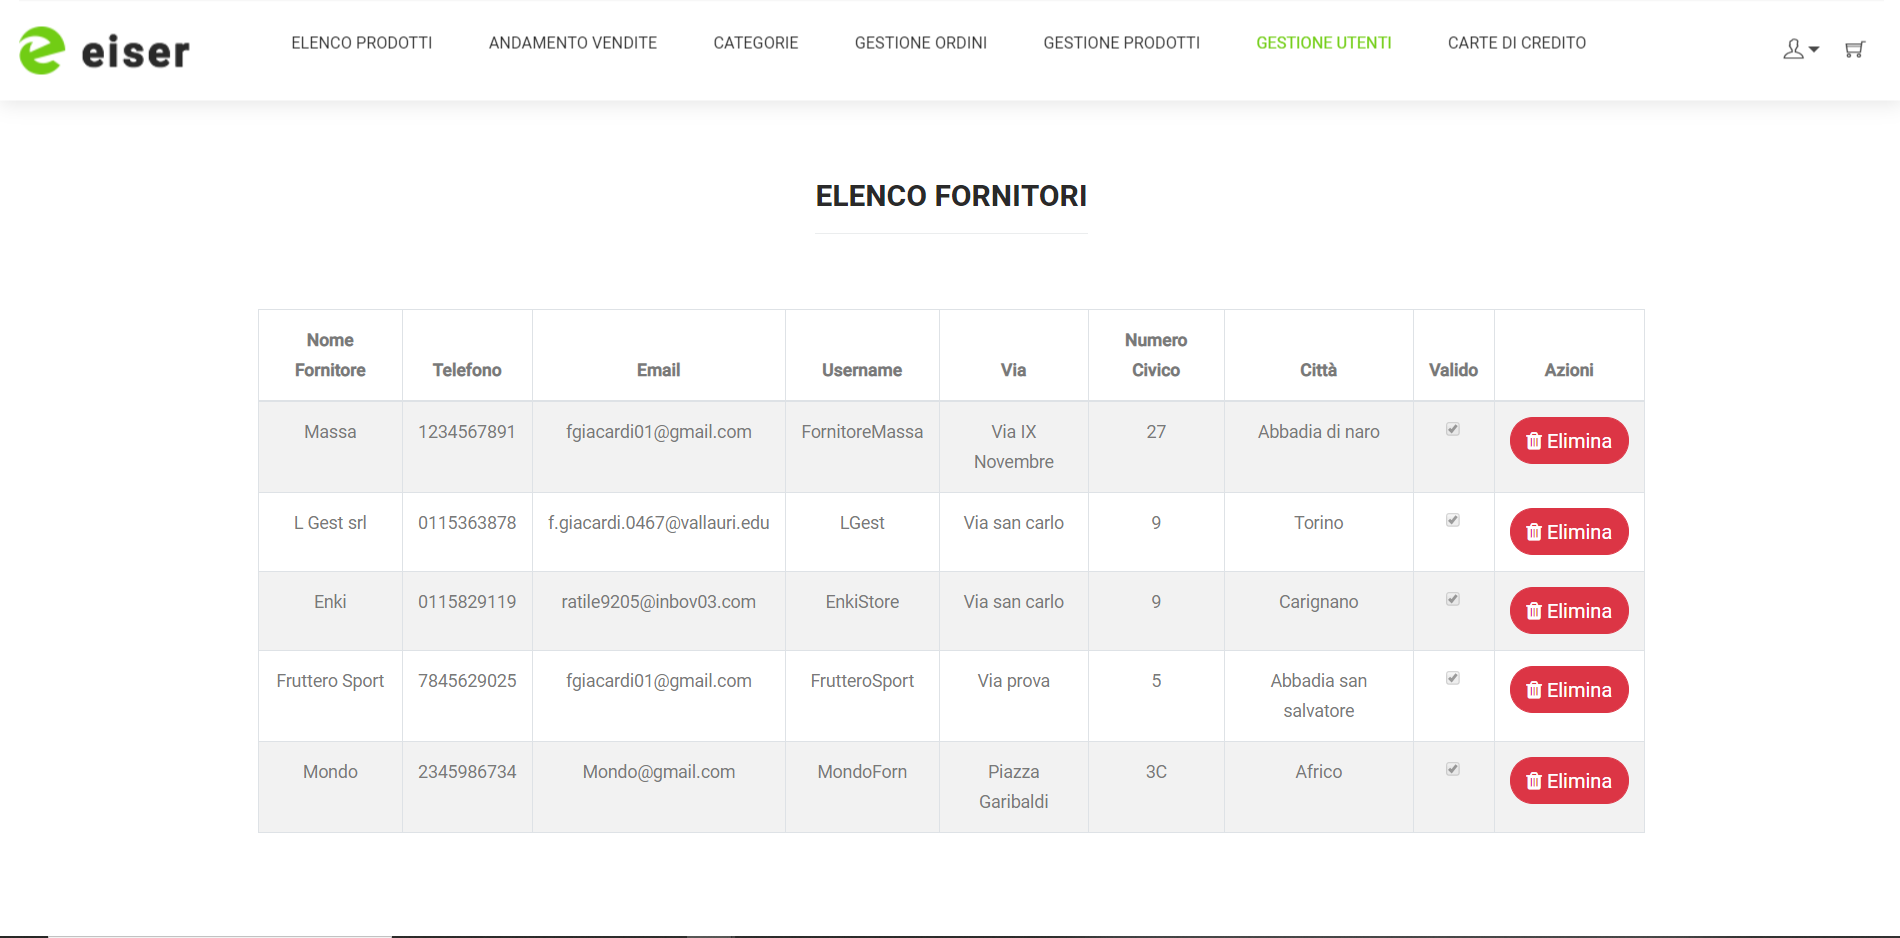 eiser
ELENCO PRODOTTI ANDAMENTO VENDITE CATEGORIE GESTIONE ORDINI GESTIONE PRODOTTI GESTIONE UTENTI CARTE DI CREDITO
ELENCO FORNITORI
Nome Fornitore Telefono Email Username Via Numero Civico Città Valido Azioni
Massa 1234567891 fgiacardi01@gmail.com FornitoreMassa Via IX Novembre 27 Abbadia di naro Elimina
L Gest srl 0115363878 f.giacardi.0467@vallauri.edu LGest Via san carlo 9 Torino Elimina
Enki 0115829119 ratile9205@inbov03.com EnkiStore Via san carlo 9 Carignano Elimina
Fruttero Sport 7845629025 fgiacardi01@gmail.com FrutteroSport Via prova 5 Abbadia san salvatore Elimina
Mondo 2345986734 Mondo@gmail.com MondoForn Piazza Garibaldi 3C Africo Elimina